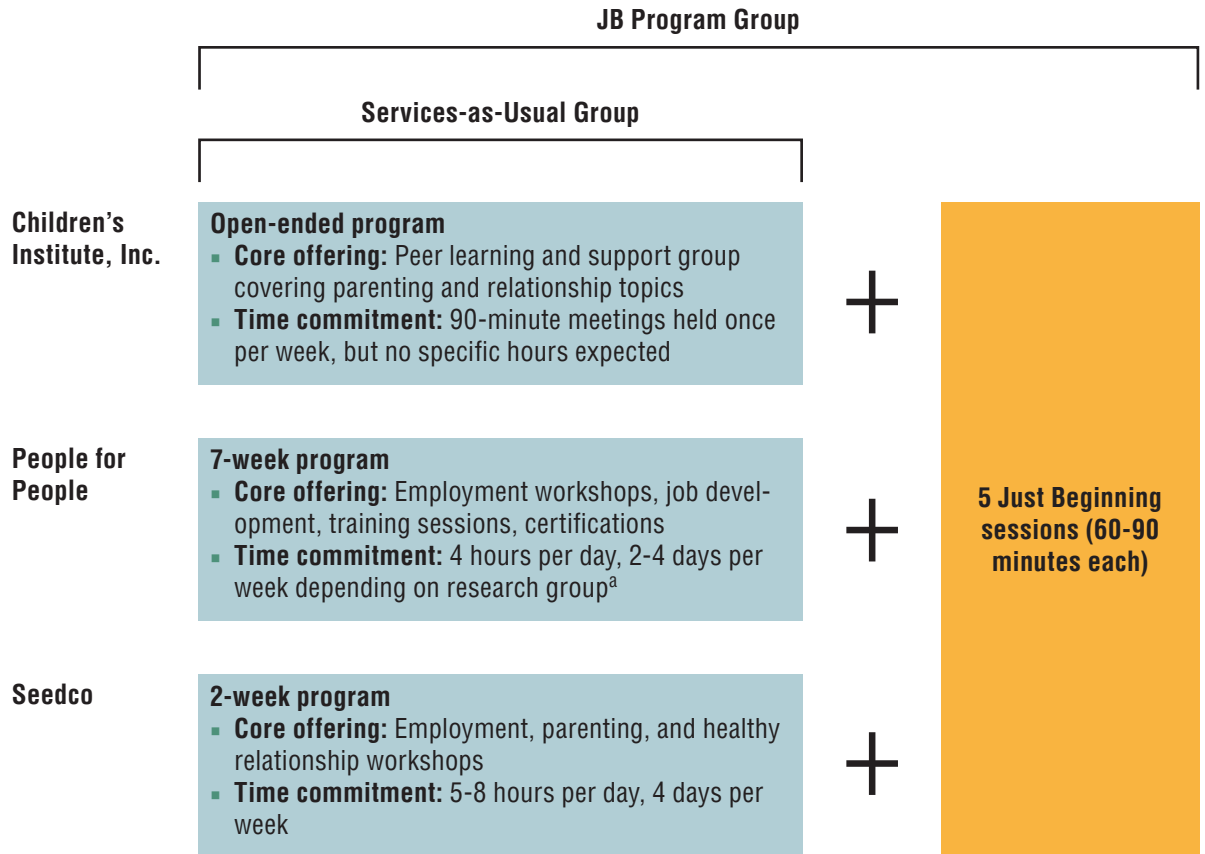 JB Program Group
Services-as-Usual Group
Children's
Institute, Inc.
Open-ended program
▪ Core offering: Peer learning and support group
covering parenting and relationship topics
▪ Time commitment: 90-minute meetings held once
per week, but no specific hours expected
+
People for
People
7-week program
▪ Core offering: Employment workshops, job devel-
opment, training sessions, certifications
▪ Time commitment: 4 hours per day, 2-4 days per
week depending on research groupᵃ
+
Seedco
2-week program
▪ Core offering: Employment, parenting, and healthy
relationship workshops
▪ Time commitment: 5-8 hours per day, 4 days per
week
+
5 Just Beginning
sessions (60-90
minutes each)